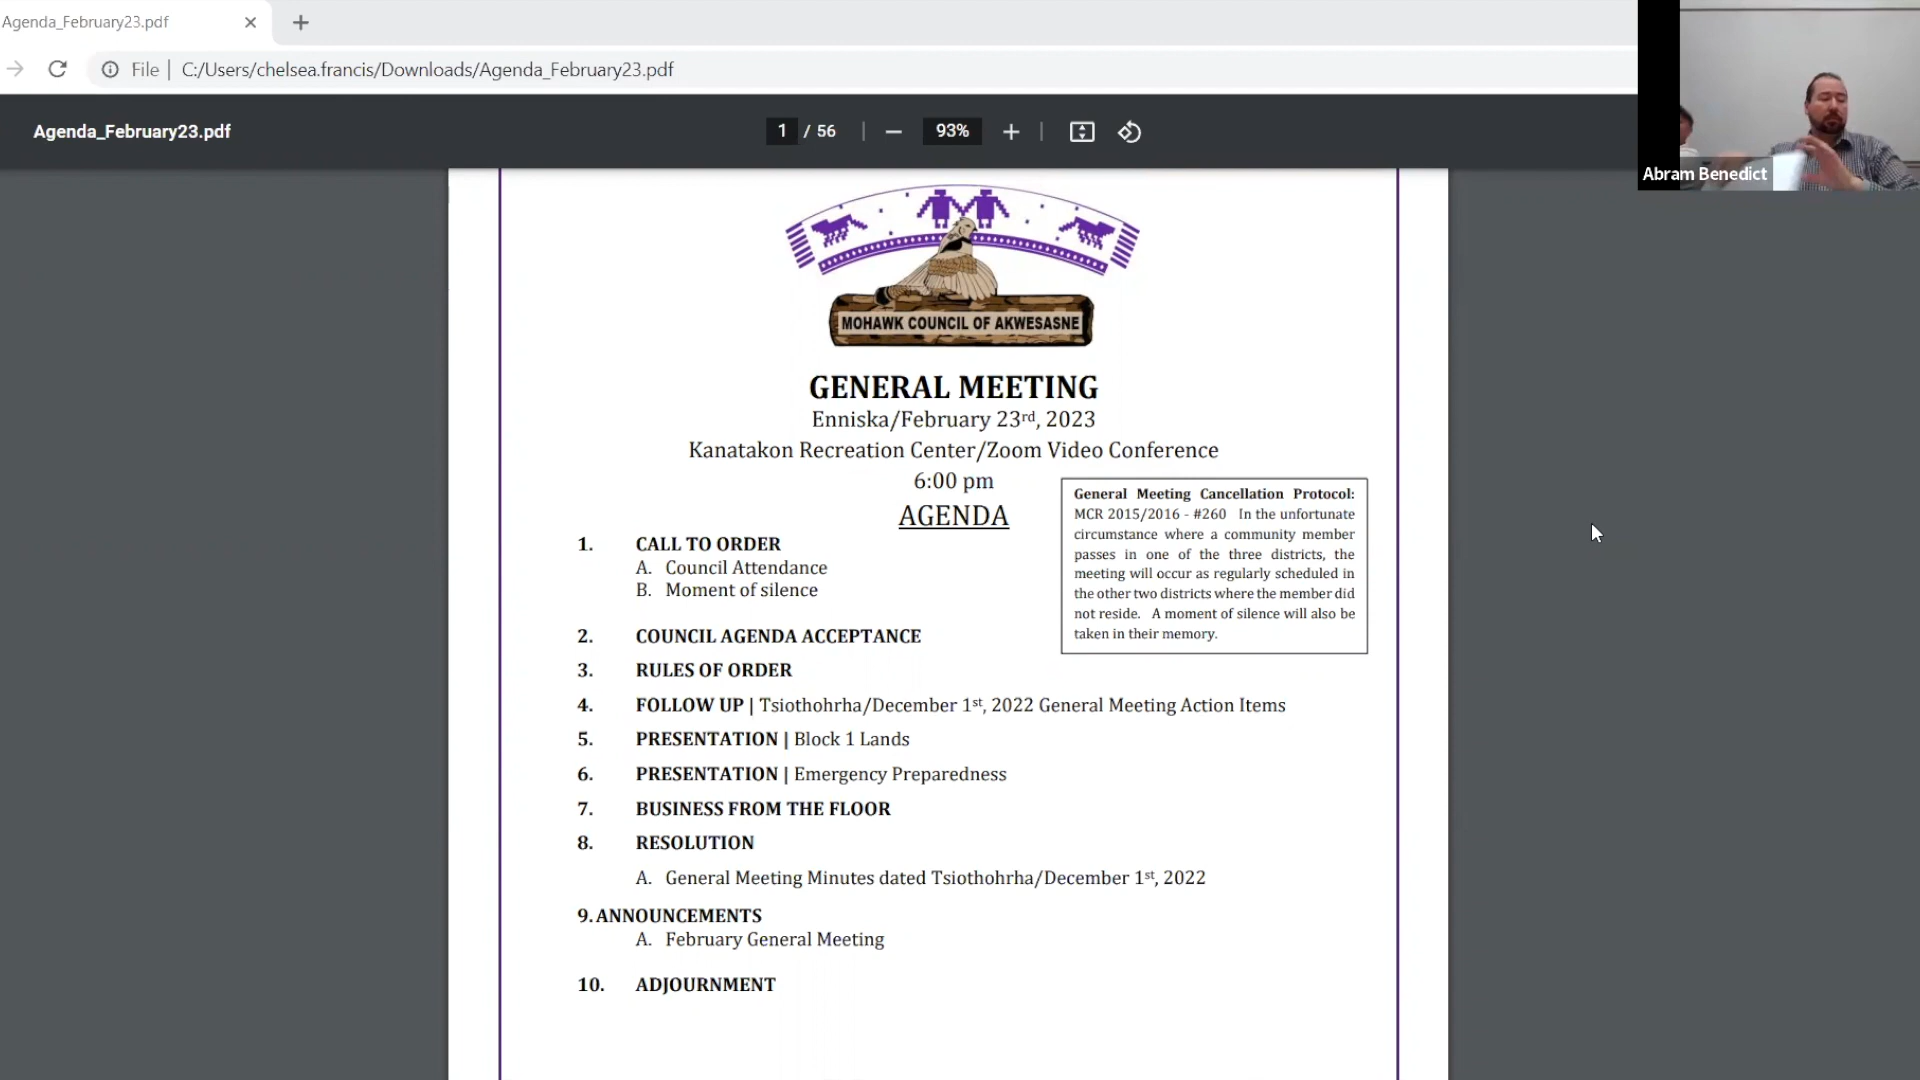 Agenda_February23.pdf
File | C:/Users/chelsea.francis/Downloads/Agenda_February23.pdf
Agenda_February23.pdf
1 / 56
93%
Abram Benedict
MOHAWK COUNCIL OF AKWESASNE
GENERAL MEETING
Enniska/February 23rd, 2023
Kanatakon Recreation Center/Zoom Video Conference
6:00 pm
AGENDA
General Meeting Cancellation Protocol:
MCR 2015/2016 - #260 In the unfortunate
circumstance where a community member
passes in one of the three districts, the
meeting will occur as regularly scheduled in
the other two districts where the member did
not reside. A moment of silence will also be
taken in their memory.
1. CALL TO ORDER
A. Council Attendance
B. Moment of silence
2. COUNCIL AGENDA ACCEPTANCE
3. RULES OF ORDER
4. FOLLOW UP | Tsiothohrha/December 1st, 2022 General Meeting Action Items
5. PRESENTATION | Block 1 Lands
6. PRESENTATION | Emergency Preparedness
7. BUSINESS FROM THE FLOOR
8. RESOLUTION
A. General Meeting Minutes dated Tsiothohrha/December 1st, 2022
9. ANNOUNCEMENTS
A. February General Meeting
10. ADJOURNMENT